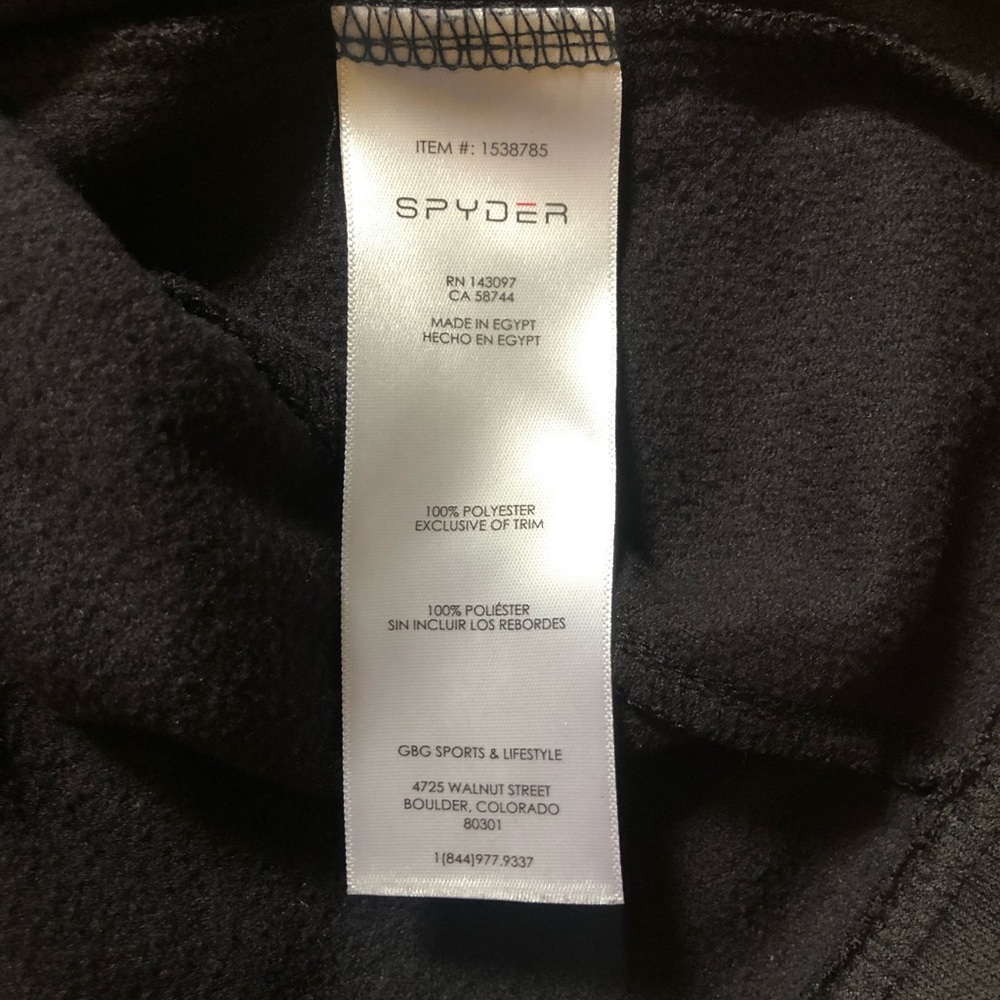 ITEM #: 1538785
SPYDER
RN 143097
CA 58744
MADE IN EGYPT
HECHO EN EGYPT
100% POLYESTER
EXCLUSIVE OF TRIM
100% POLIÉSTER
SIN INCLUIR LOS REBORDES
GBG SPORTS & LIFESTYLE
4725 WALNUT STREET
BOULDER, COLORADO
80301
1(844)977.9337